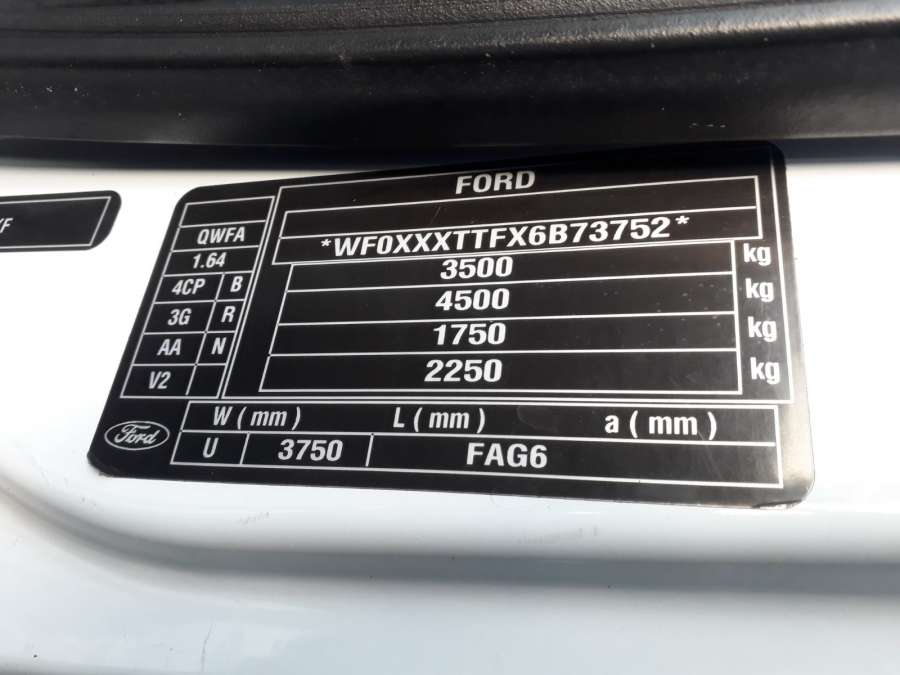 KF
FORD
QWFA
*WF0XXXTTFX6B73752*
1.64
3500 kg
4CP B
4500 kg
3G R
1750 kg
AA N
2250 kg
V2
W ( mm ) L ( mm ) a ( mm )
Ford
U 3750 FAG6